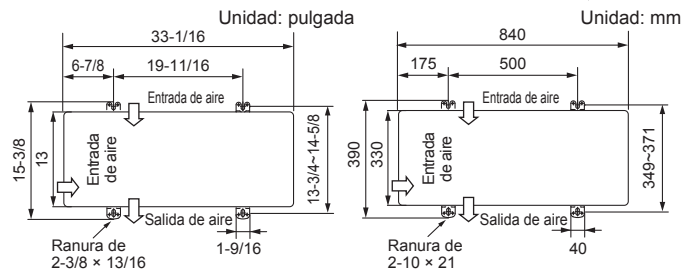 Unidad: pulgada
33-1/16
6-7/8
19-11/16
Entrada de aire
15-3/8
13
Entrada
de aire
13-3/4~14-5/8
Salida de aire
Ranura de
2-3/8 × 13/16
1-9/16
Unidad: mm
840
175
500
Entrada de aire
390
330
Entrada
de aire
349~371
Salida de aire
Ranura de
2-10 × 21
40